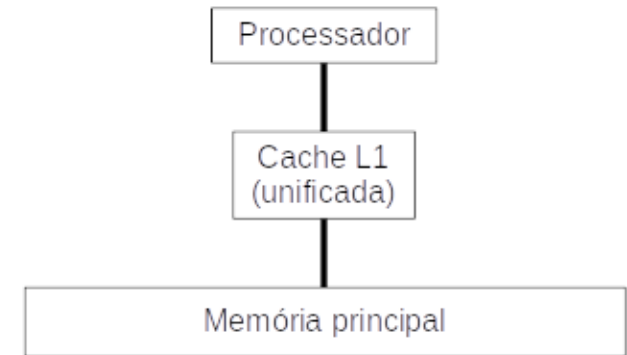 Processador
Cache L1
(unificada)
Memória principal